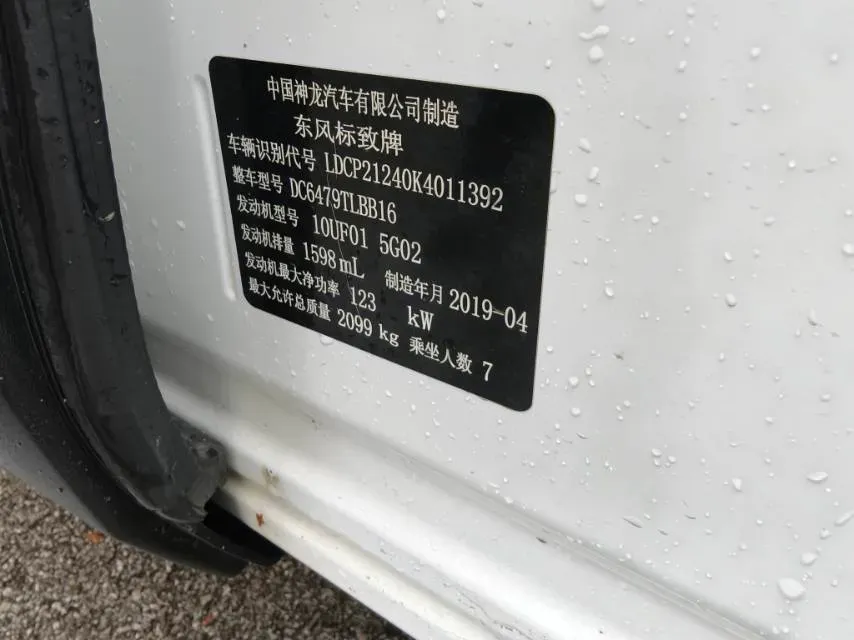 中国神龙汽车有限公司制造
东风标致牌
车辆识别代号 LDCP21240K4011392
整车型号 DC6479TLBB16
发动机型号 10UF01 5G02
发动机排量 1598 mL 制造年月 2019-04
发动机最大净功率 123 kW
最大允许总质量 2099 kg 乘坐人数 7